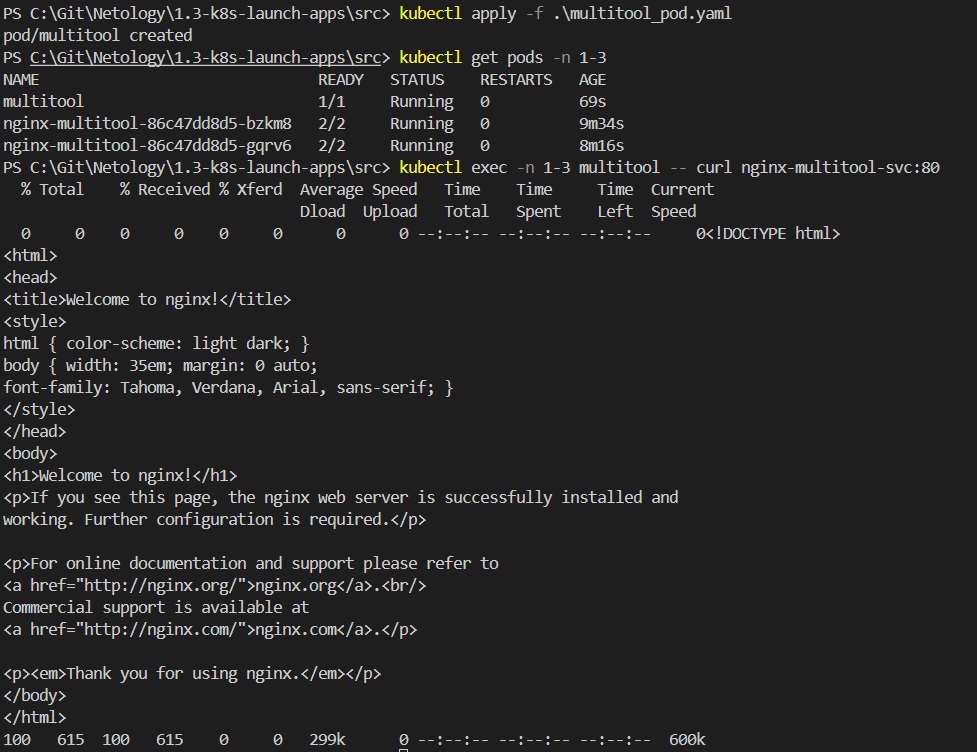 PS C:\Git\Netology\1.3-k8s-launch-apps\src> kubectl apply -f .\multitool_pod.yaml
pod/multitool created
PS C:\Git\Netology\1.3-k8s-launch-apps\src> kubectl get pods -n 1-3
NAME                               READY   STATUS    RESTARTS   AGE
multitool                          1/1     Running   0          69s
nginx-multitool-86c47dd8d5-bzkm8   2/2     Running   0          9m34s
nginx-multitool-86c47dd8d5-gqrv6   2/2     Running   0          8m16s
PS C:\Git\Netology\1.3-k8s-launch-apps\src> kubectl exec -n 1-3 multitool -- curl nginx-multitool-svc:80
  % Total    % Received % Xferd  Average Speed   Time    Time     Time  Current
                                 Dload  Upload   Total   Spent    Left  Speed
  0     0    0     0    0     0      0      0 --:--:-- --:--:-- --:--:--     0<!DOCTYPE html>
<html>
<head>
<title>Welcome to nginx!</title>
<style>
html { color-scheme: light dark; }
body { width: 35em; margin: 0 auto;
font-family: Tahoma, Verdana, Arial, sans-serif; }
</style>
</head>
<body>
<h1>Welcome to nginx!</h1>
<p>If you see this page, the nginx web server is successfully installed and
working. Further configuration is required.</p>

<p>For online documentation and support please refer to
<a href="http://nginx.org/">nginx.org</a>.<br/>
Commercial support is available at
<a href="http://nginx.com/">nginx.com</a>.</p>

<p><em>Thank you for using nginx.</em></p>
</body>
</html>
100   615  100   615    0     0   299k      0 --:--:-- --:--:-- --:--:--  600k